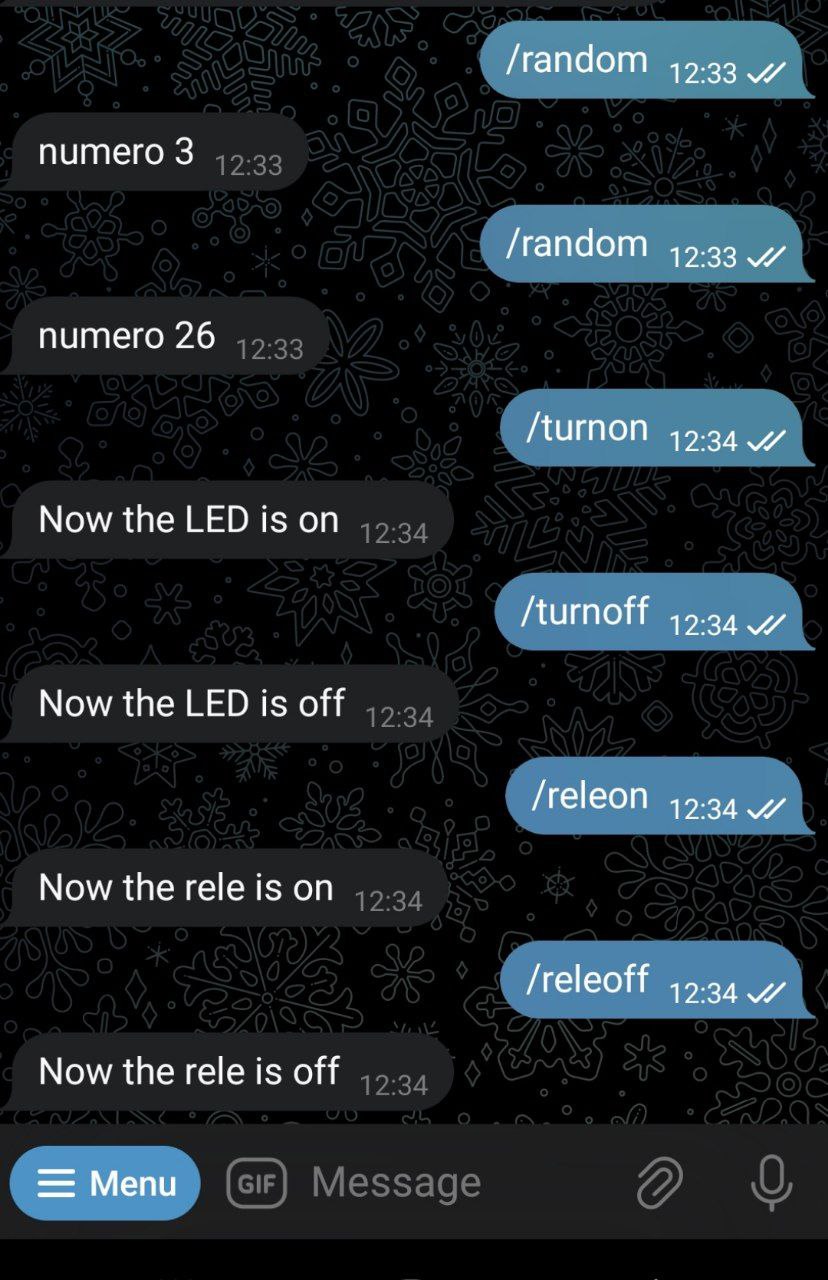 /random 12:33
numero 3 12:33
/random 12:33
numero 26 12:33
/turnon 12:34
Now the LED is on 12:34
/turnoff 12:34
Now the LED is off 12:34
/releon 12:34
Now the rele is on 12:34
/releoff 12:34
Now the rele is off 12:34
Menu GIF Message